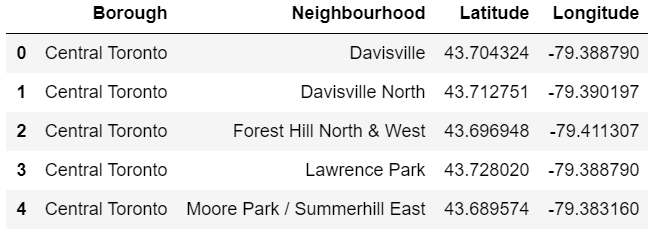 Borough Neighbourhood Latitude Longitude
0 Central Toronto Davisville 43.704324 -79.388790
1 Central Toronto Davisville North 43.712751 -79.390197
2 Central Toronto Forest Hill North & West 43.696948 -79.411307
3 Central Toronto Lawrence Park 43.728020 -79.388790
4 Central Toronto Moore Park / Summerhill East 43.689574 -79.383160